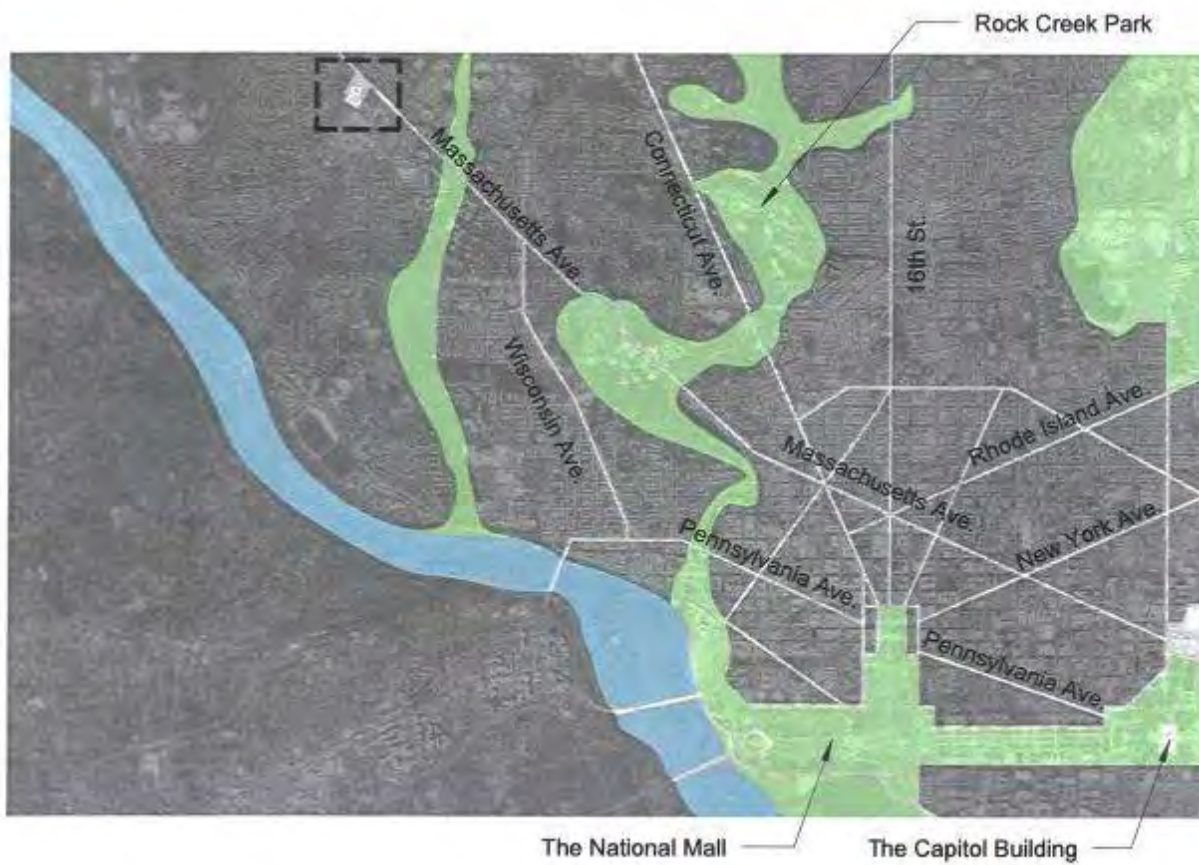 Rock Creek Park
Massachusetts Ave.
Connecticut Ave.
16th St.
Wisconsin Ave.
Rhode Island Ave.
Massachusetts Ave.
New York Ave
Pennsylvania Ave.
Pennsylvania Ave.
The National Mall
The Capitol Building